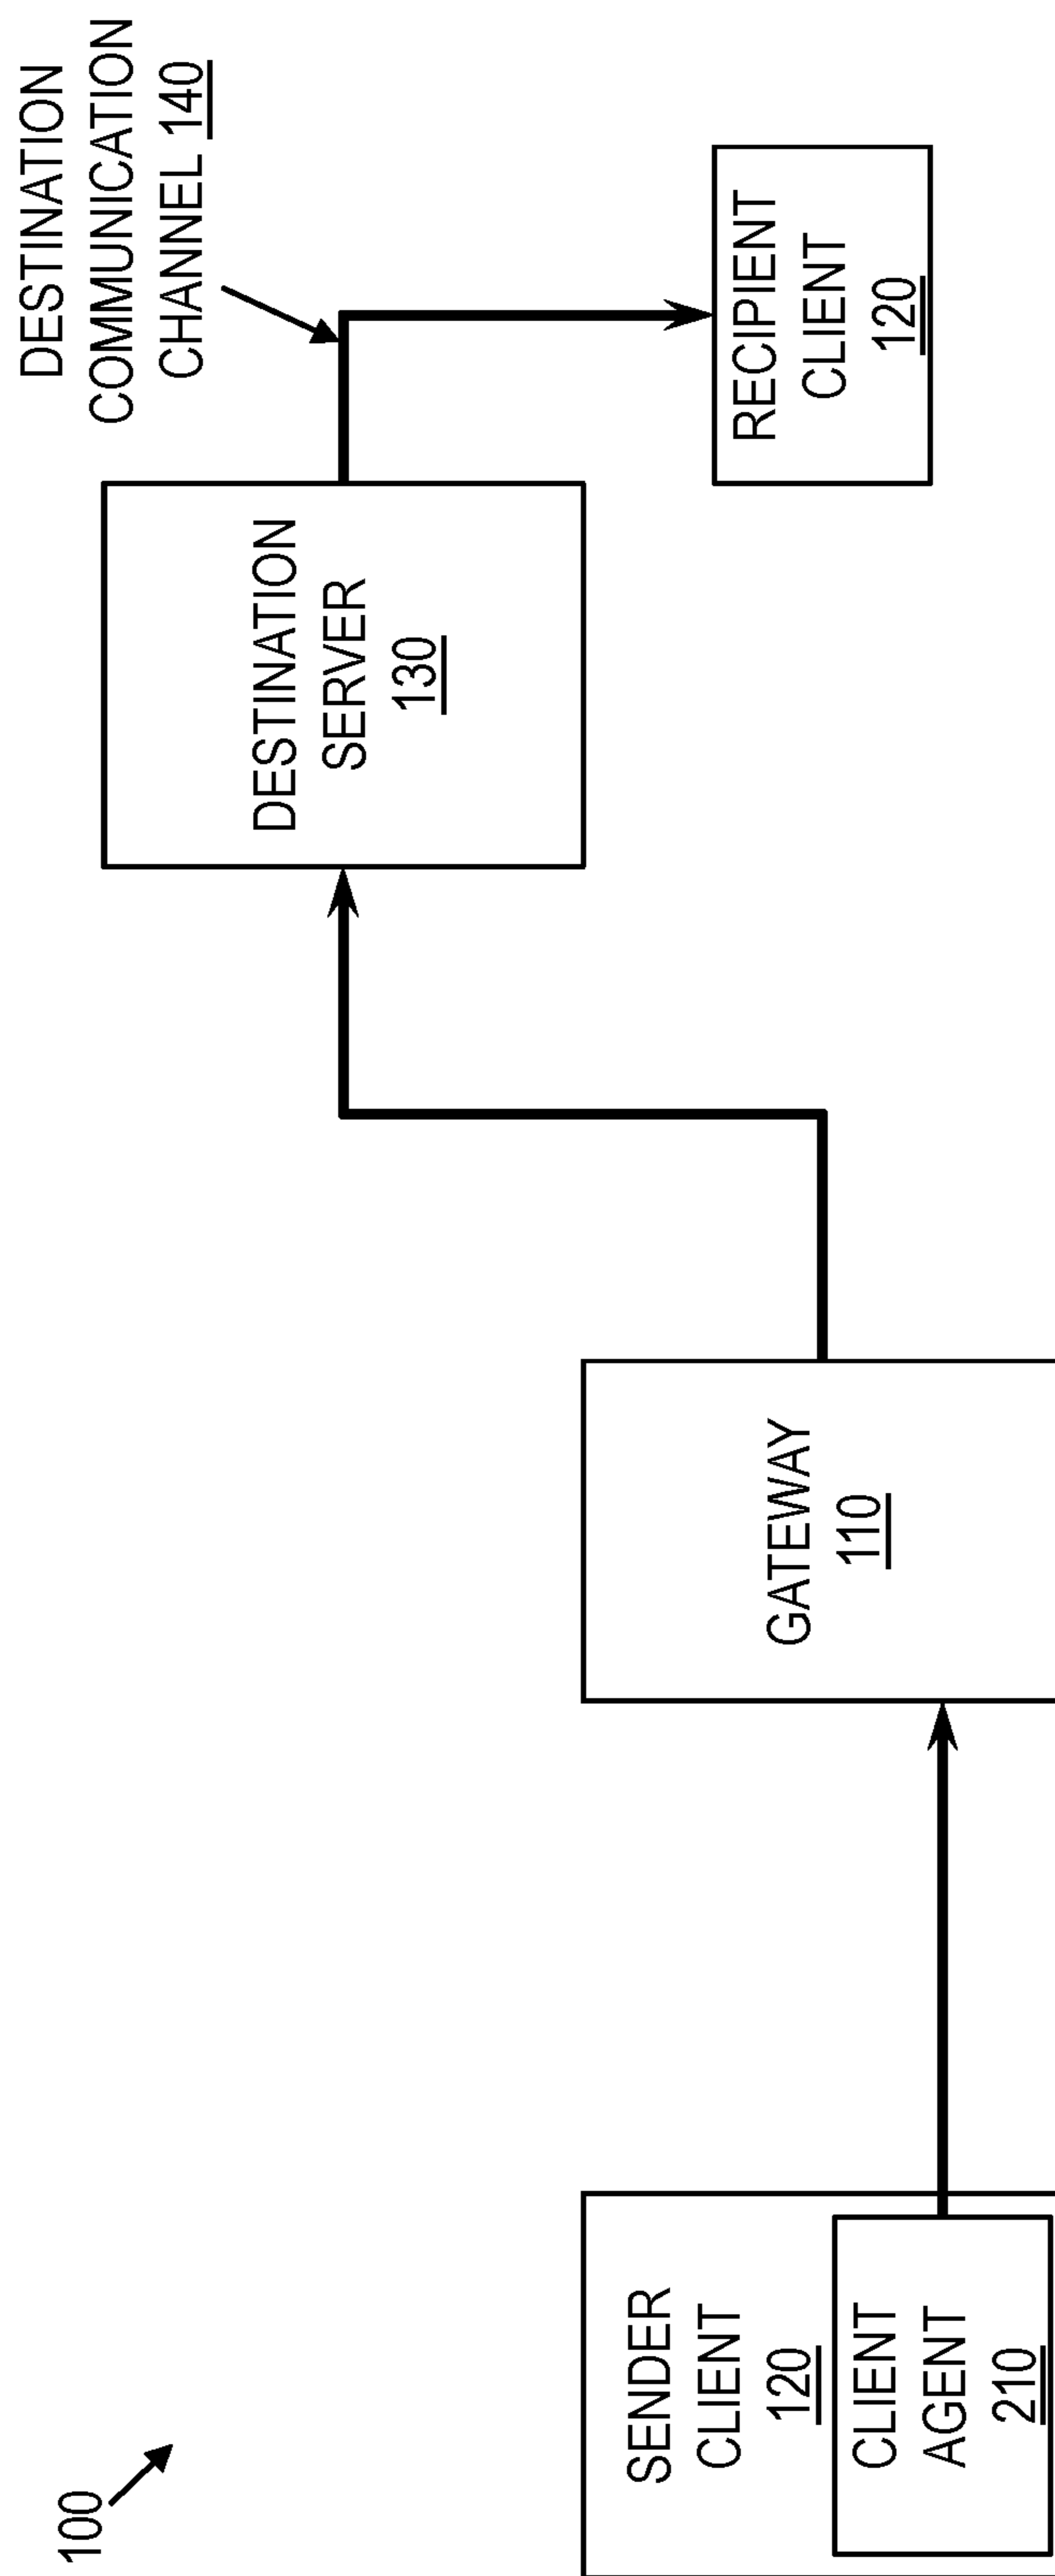 100
SENDER
CLIENT
120
CLIENT
AGENT
210
GATEWAY
110
DESTINATION
SERVER
130
DESTINATION
COMMUNICATION
CHANNEL 140
RECIPIENT
CLIENT
120